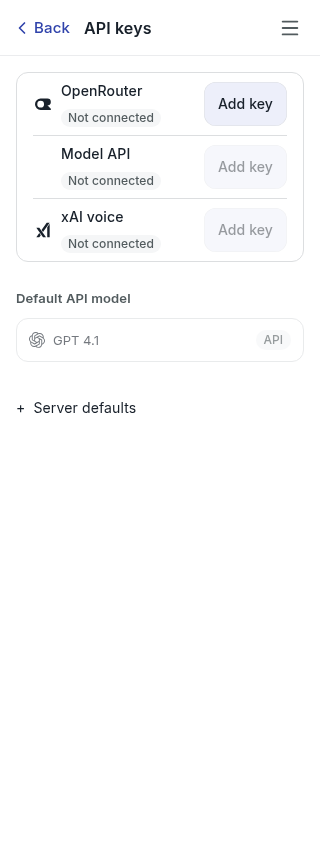 Back API keys
OpenRouter
Not connected
Add key
Model API
Not connected
Add key
xAI voice
Not connected
Add key
Default API model
GPT 4.1 API
+ Server defaults